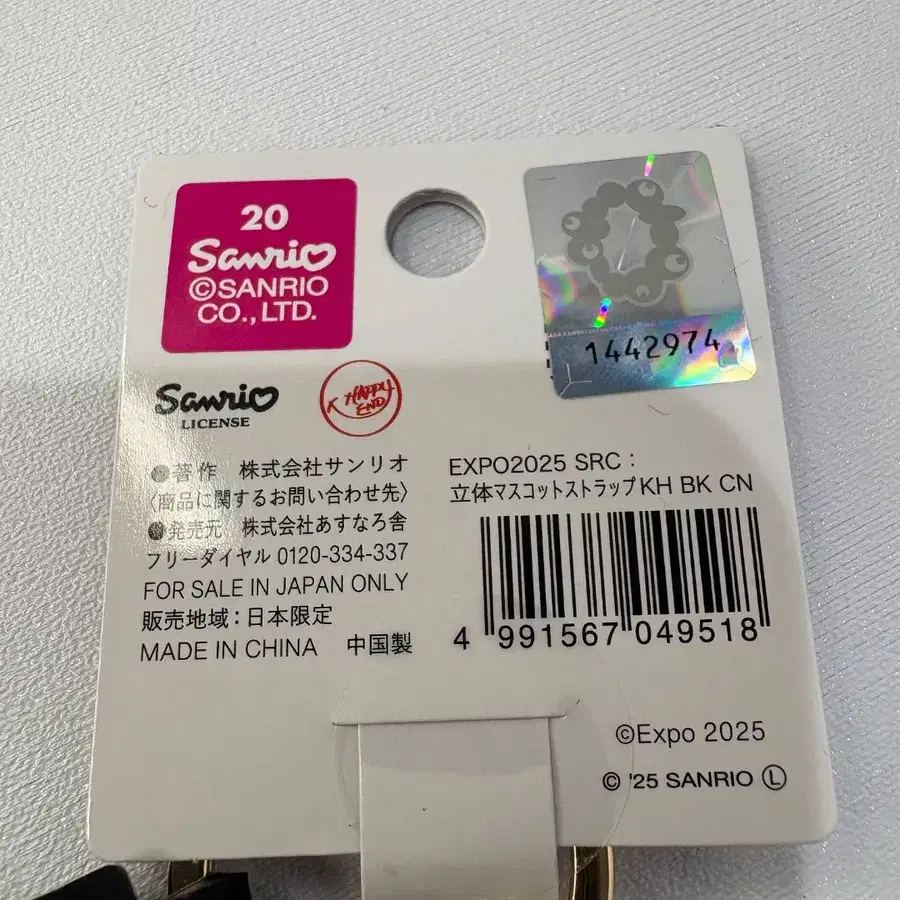 20
Sanrio
©SANRIO
CO., LTD.
1442974
Sanrio
LICENSE
K HAPPY
END
●著作 株式会社サンリオ
〈商品に関するお問い合わせ先〉
●発売元 株式会社あすなろ舎
フリーダイヤル 0120-334-337
FOR SALE IN JAPAN ONLY
販売地域：日本限定
MADE IN CHINA 中国製
EXPO2025 SRC：
立体マスコットストラップKH BK CN
4 991567 049518
©Expo 2025
© '25 SANRIO Ⓛ